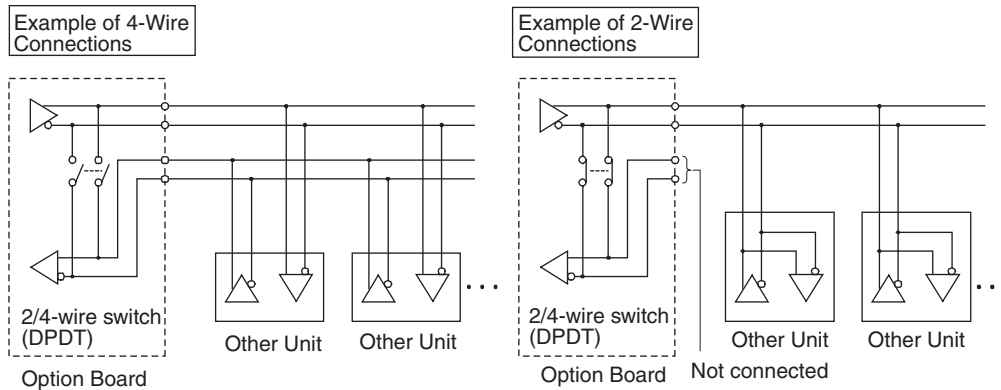 Example of 4-Wire
Connections
2/4-wire switch
(DPDT)
Option Board
Other Unit
Other Unit
Example of 2-Wire
Connections
2/4-wire switch
(DPDT)
Option Board
Not connected
Other Unit
Other Unit